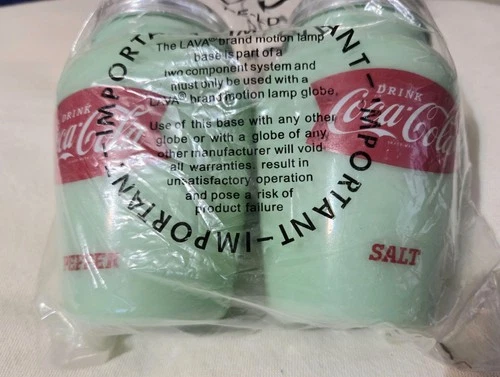 The LAVA® brand motion lamp
base is part of a
two component system and
must only be used with a
LAVA® brand motion lamp globe.
Use of this base with any other
globe or with a globe of any
other manufacturer will void
all warranties, result in
unsatisfactory operation
and pose a risk of
product failure
IMPORTANT–IMPORTANT–IMPORTANT–
DRINK
Coca-Cola
PEPPER
DRINK
Coca-Cola
SALT